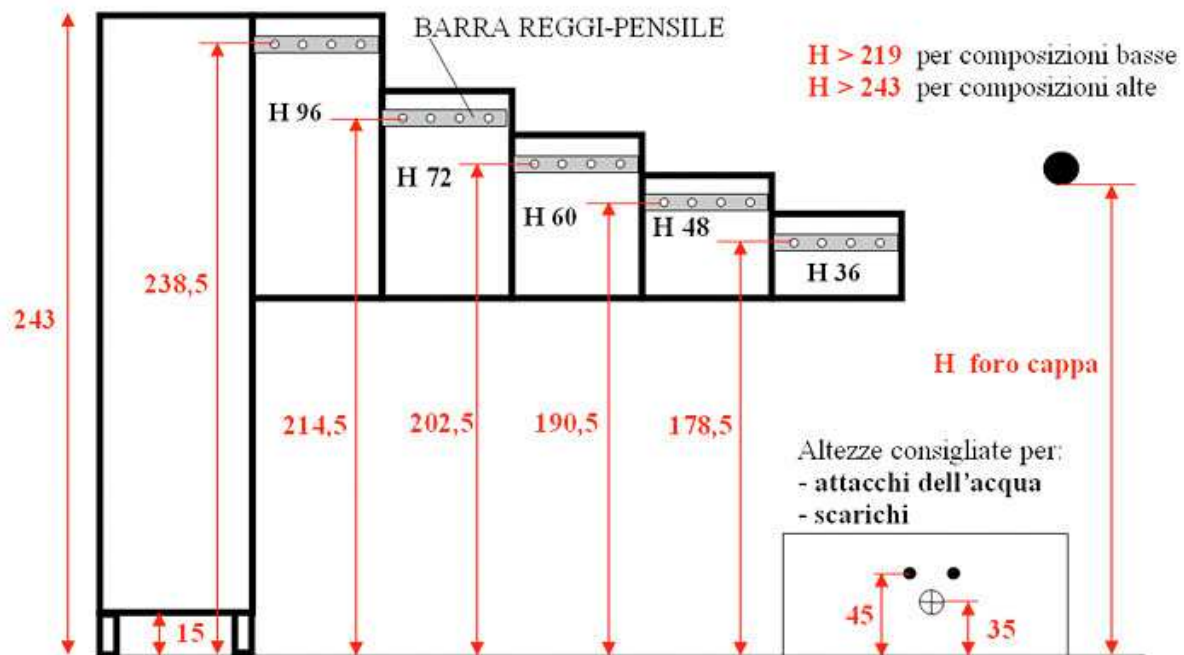 BARRA REGGI-PENSILE
H > 219 per composizioni basse
H > 243 per composizioni alte
H 96
H 72
H 60
H 48
H 36
238,5
243
H foro cappa
214,5
202,5
190,5
178,5
Altezze consigliate per:
- attacchi dell'acqua
- scarichi
15
45
35